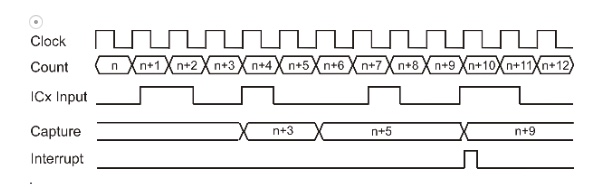 Clock
Count n n+1 n+2 n+3 n+4 n+5 n+6 n+7 n+8 n+9 n+10 n+11 n+12
ICx Input
Capture n+3 n+5 n+9
Interrupt